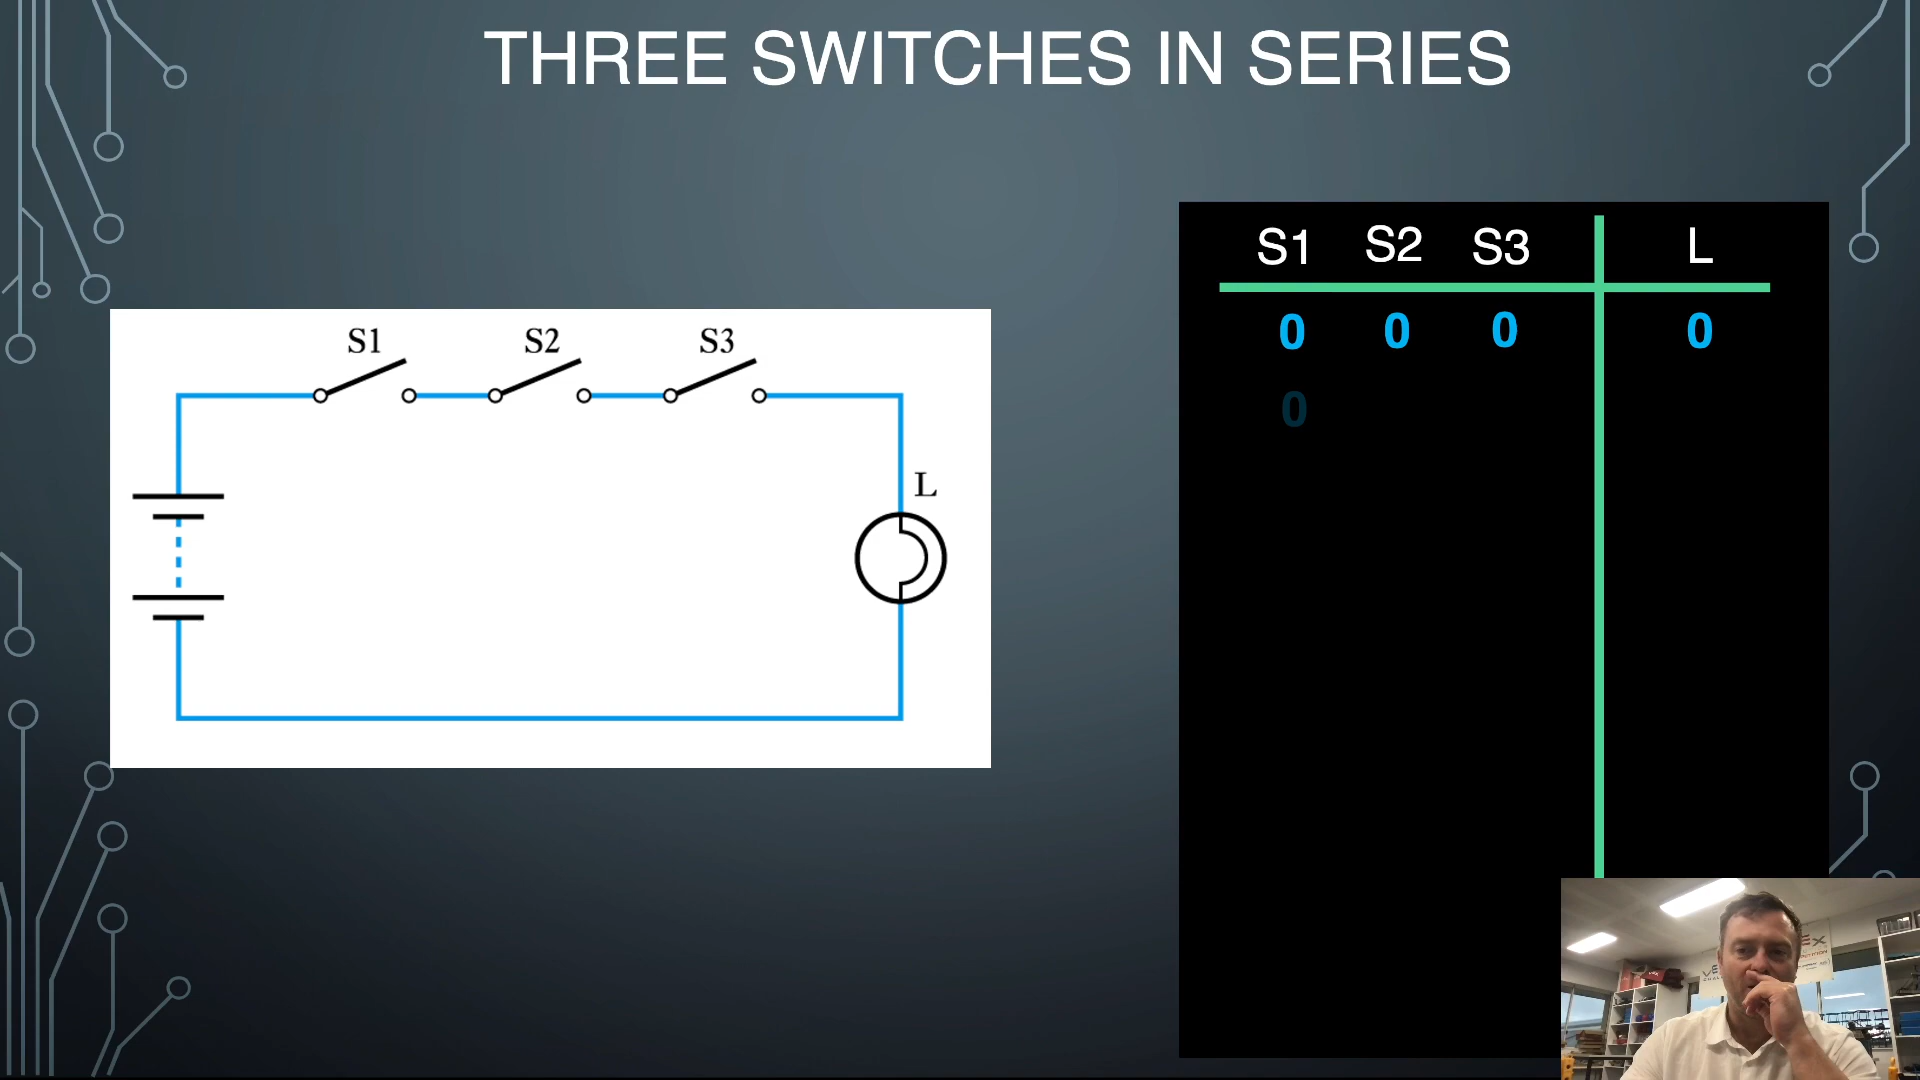 THREE SWITCHES IN SERIES
S1 S2 S3 L
0 0 0 0
0
S1 S2 S3
L